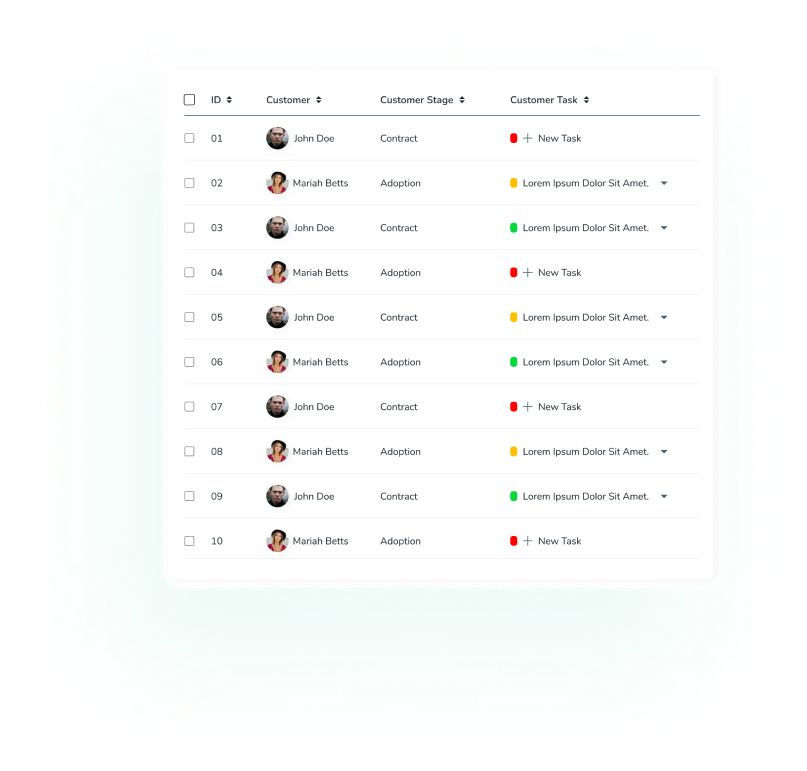 ID Customer Customer Stage Customer Task
01 John Doe Contract New Task
02 Mariah Betts Adoption Lorem Ipsum Dolor Sit Amet.
03 John Doe Contract Lorem Ipsum Dolor Sit Amet.
04 Mariah Betts Adoption New Task
05 John Doe Contract Lorem Ipsum Dolor Sit Amet.
06 Mariah Betts Adoption Lorem Ipsum Dolor Sit Amet.
07 John Doe Contract New Task
08 Mariah Betts Adoption Lorem Ipsum Dolor Sit Amet.
09 John Doe Contract Lorem Ipsum Dolor Sit Amet.
10 Mariah Betts Adoption New Task